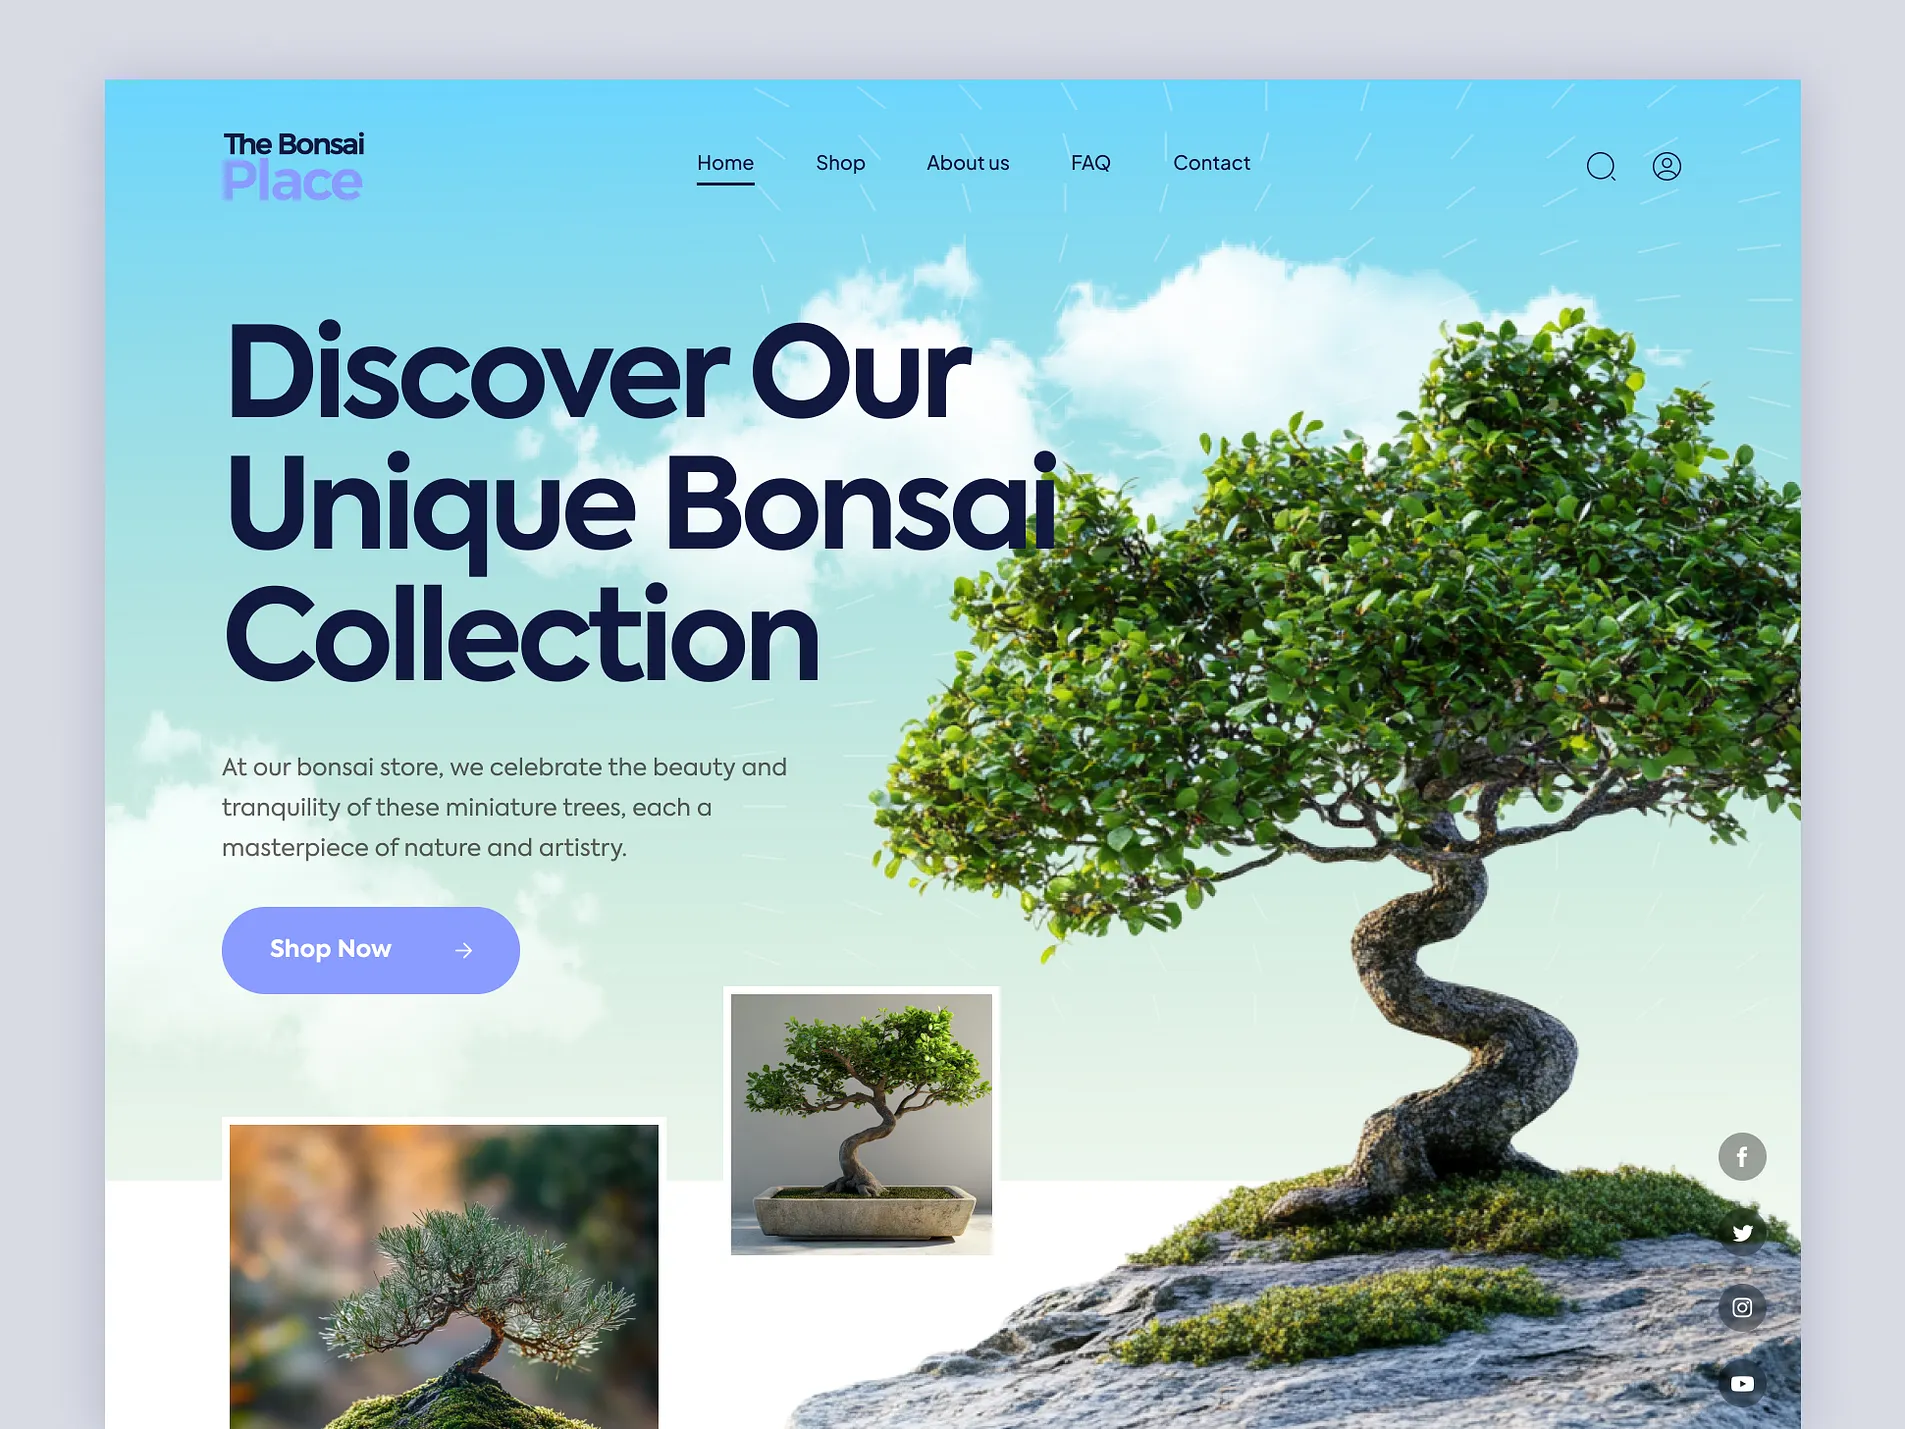 The Bonsai
Place
Home
Shop
About us
FAQ
Contact
Discover Our
Unique Bonsai
Collection
At our bonsai store, we celebrate the beauty and
tranquility of these miniature trees, each a
masterpiece of nature and artistry.
Shop Now